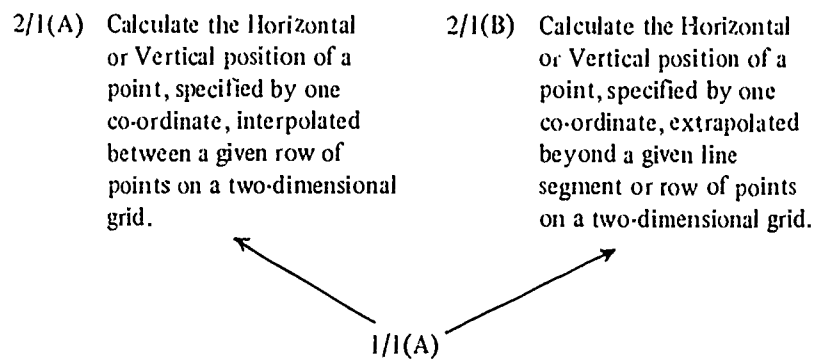 2/1(A) Calculate the Horizontal
or Vertical position of a
point, specified by one
co-ordinate, interpolated
between a given row of
points on a two-dimensional
grid.
2/1(B) Calculate the Horizontal
or Vertical position of a
point, specified by one
co-ordinate, extrapolated
beyond a given line
segment or row of points
on a two-dimensional grid.
1/1(A)